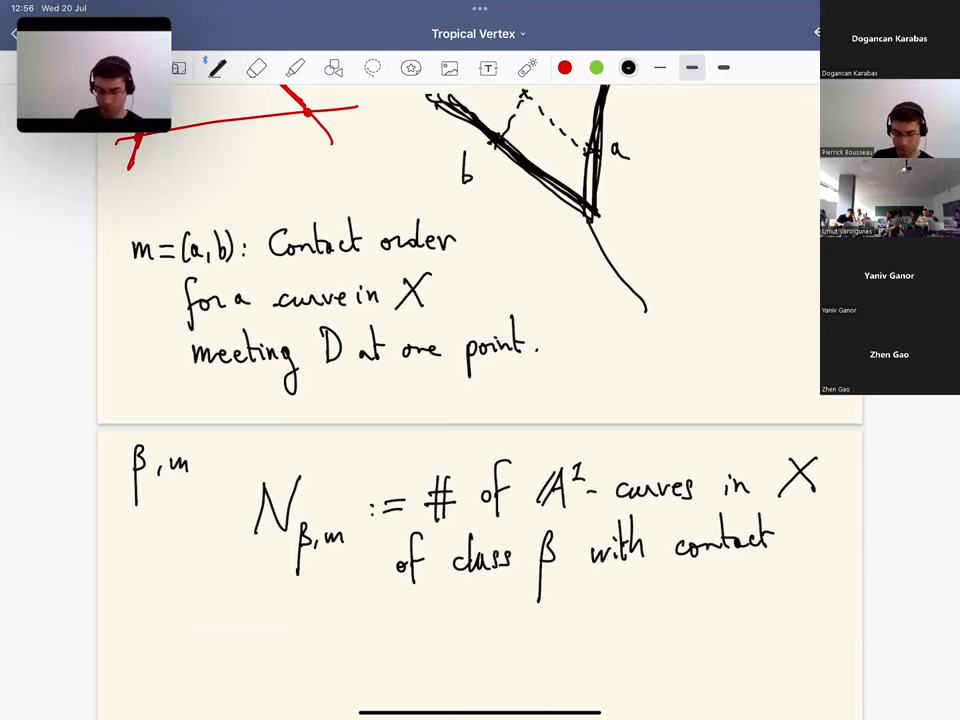 12:56 Wed 20 Jul
Tropical Vertex
Dogancan Karabas
Dogancan Karabas
Pierrick Bousseau
Umut Varolgunes
Yaniv Ganor
Yaniv Ganor
Zhen Gao
Zhen Gao
a
b
m=(a,b): Contact order
for a curve in X
meeting D at one point.
β, m
N_{β,m} := # of 𝔸¹- curves in X
of class β with contact